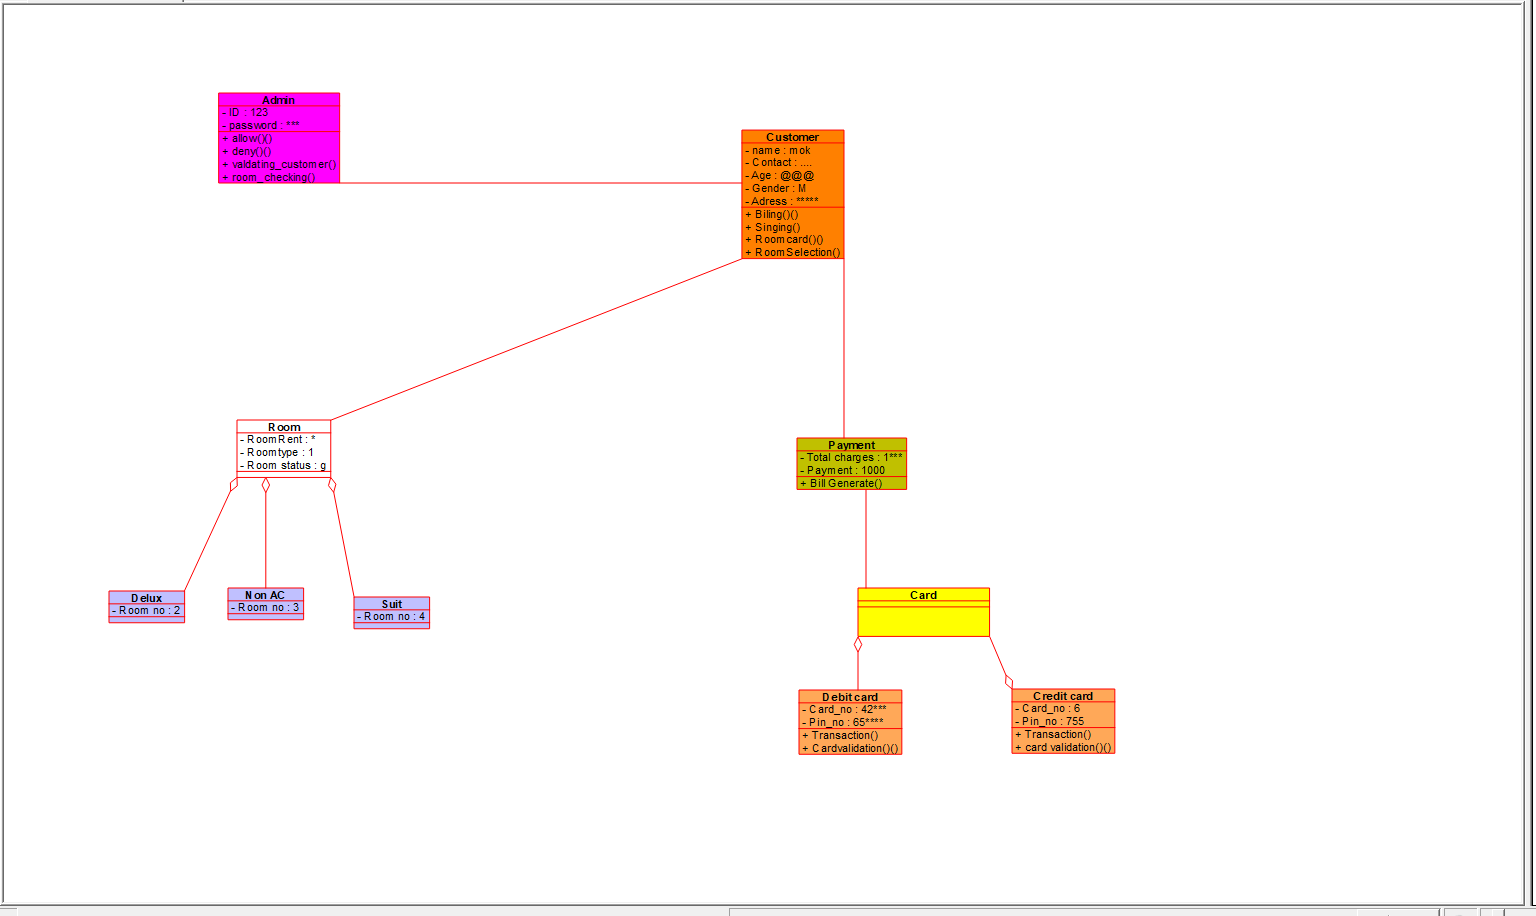 Admin
- ID : 123
- password : ***
+ allow()()
+ deny()()
+ valdating_customer()
+ room_checking()
Customer
- name : mok
- Contact : ....
- Age : @@@
- Gender : M
- Adress : *****
+ Biling()()
+ Singing()
+ Roomcard()()
+ RoomSelection()
Room
- RoomRent : *
- Roomtype : 1
- Room status : g
Payment
- Total charges : 1***
- Payment : 1000
+ Bill Generate()
Delux
- Room no : 2
Non AC
- Room no : 3
Suit
- Room no : 4
Card
Debit card
- Card_no : 42***
- Pin_no : 65****
+ Transaction()
+ Cardvalidation()()
Credit card
- Card_no : 6
- Pin_no : 755
+ Transaction()
+ card validation()()